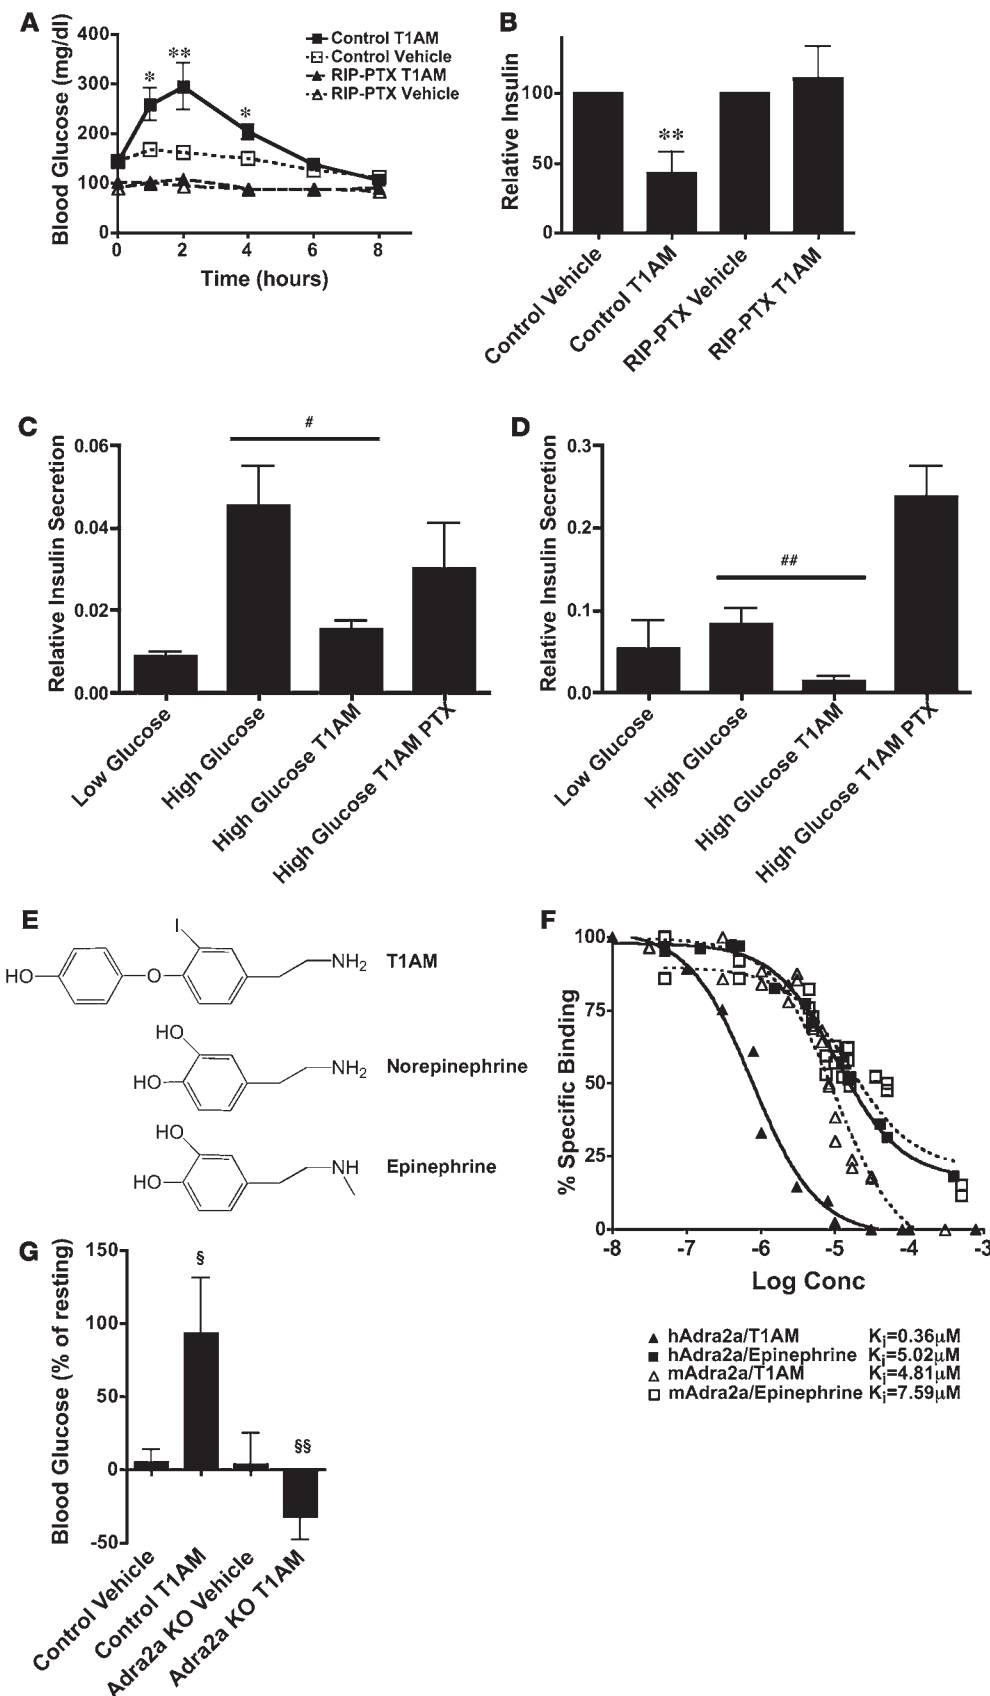 A
Blood Glucose (mg/dl)
400
300
200
100
0
*
**
*
Control T1AM
Control Vehicle
RIP-PTX T1AM
RIP-PTX Vehicle
0 2 4 6 8
Time (hours)
B
Relative Insulin
100
50
0
**
Control Vehicle
Control T1AM
RIP-PTX Vehicle
RIP-PTX T1AM
C
Relative Insulin Secretion
0.06
0.04
0.02
0.00
#
Low Glucose
High Glucose
High Glucose T1AM
High Glucose T1AM PTX
D
Relative Insulin Secretion
0.3
0.2
0.1
0.0
##
Low Glucose
High Glucose
High Glucose T1AM
High Glucose T1AM PTX
E
I
HO O NH2 T1AM
HO
HO NH2 Norepinephrine
HO
HO NH Epinephrine
F
% Specific Binding
100
75
50
25
0
-8 -7 -6 -5 -4 -3
Log Conc
hAdra2a/T1AM Ki=0.36µM
hAdra2a/Epinephrine Ki=5.02µM
mAdra2a/T1AM Ki=4.81µM
mAdra2a/Epinephrine Ki=7.59µM
G
Blood Glucose (% of resting)
150
100
50
0
-50
§
§§
Control Vehicle
Control T1AM
Adra2a KO Vehicle
Adra2a KO T1AM